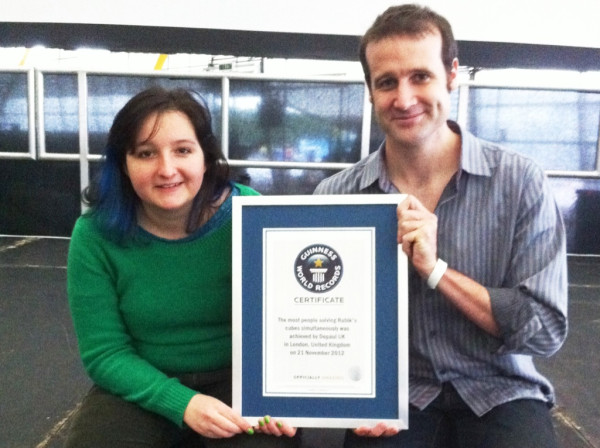 GUINNESS
WORLD RECORDS
CERTIFICATE
The most people solving Rubik's
cubes simultaneously was
achieved by Depaul UK
in London, United Kingdom
on 21 November 2012
OFFICIALLY